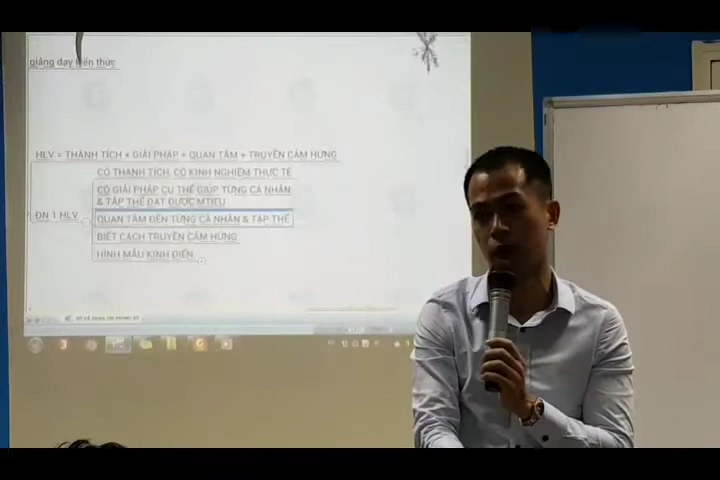 giảng dạy kiến thức
HLV = THÀNH TÍCH + GIẢI PHÁP + QUAN TÂM + TRUYỀN CẢM HỨNG
CÓ THÀNH TÍCH, CÓ KINH NGHIỆM THỰC TẾ
CÓ GIẢI PHÁP CỤ THỂ GIÚP TỪNG CÁ NHÂN
& TẬP THỂ ĐẠT ĐƯỢC MTIEU
ĐN 1 HLV
QUAN TÂM ĐẾN TỪNG CÁ NHÂN & TẬP THỂ
BIẾT CÁCH TRUYỀN CẢM HỨNG
HÌNH MẪU KINH ĐIỂN